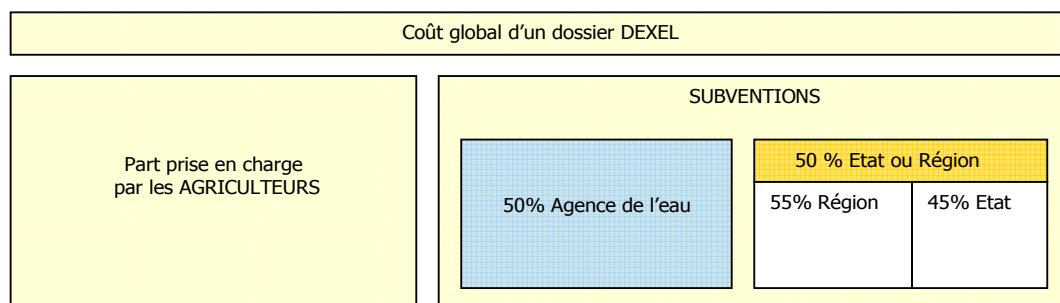 Coût global d'un dossier DEXEL
Part prise en charge
par les AGRICULTEURS
SUBVENTIONS
50% Agence de l'eau
50 % Etat ou Région
55% Région
45% Etat